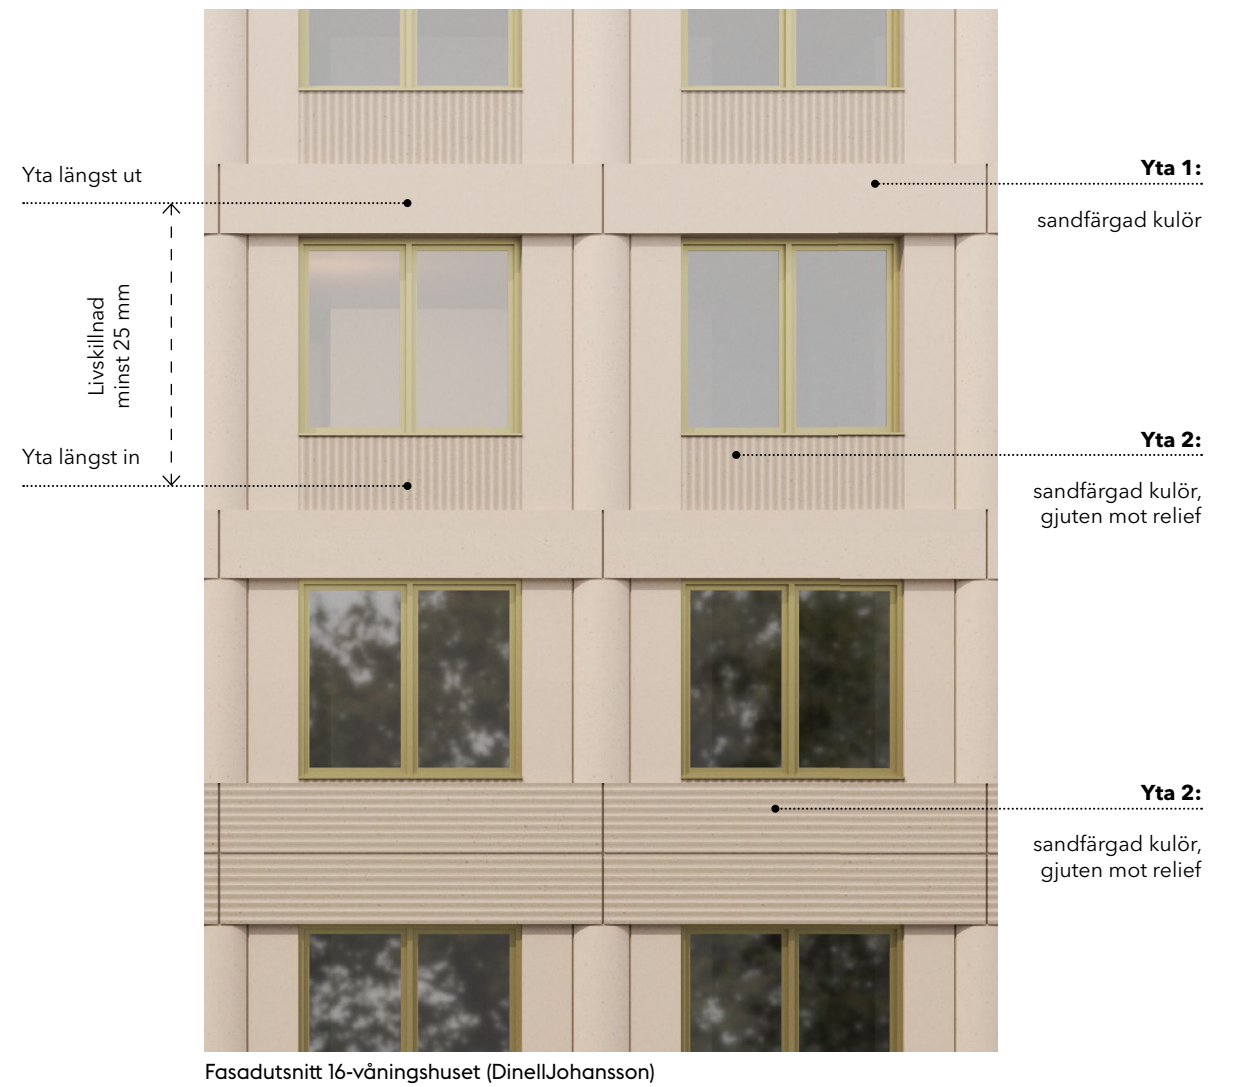 Yta längst ut
Livskillnad
minst 25 mm
Yta längst in
Yta 1:
sandfärgad kulör
Yta 2:
sandfärgad kulör,
gjuten mot relief
Yta 2:
sandfärgad kulör,
gjuten mot relief
Fasadutsnitt 16-våningshuset (DinellJohansson)